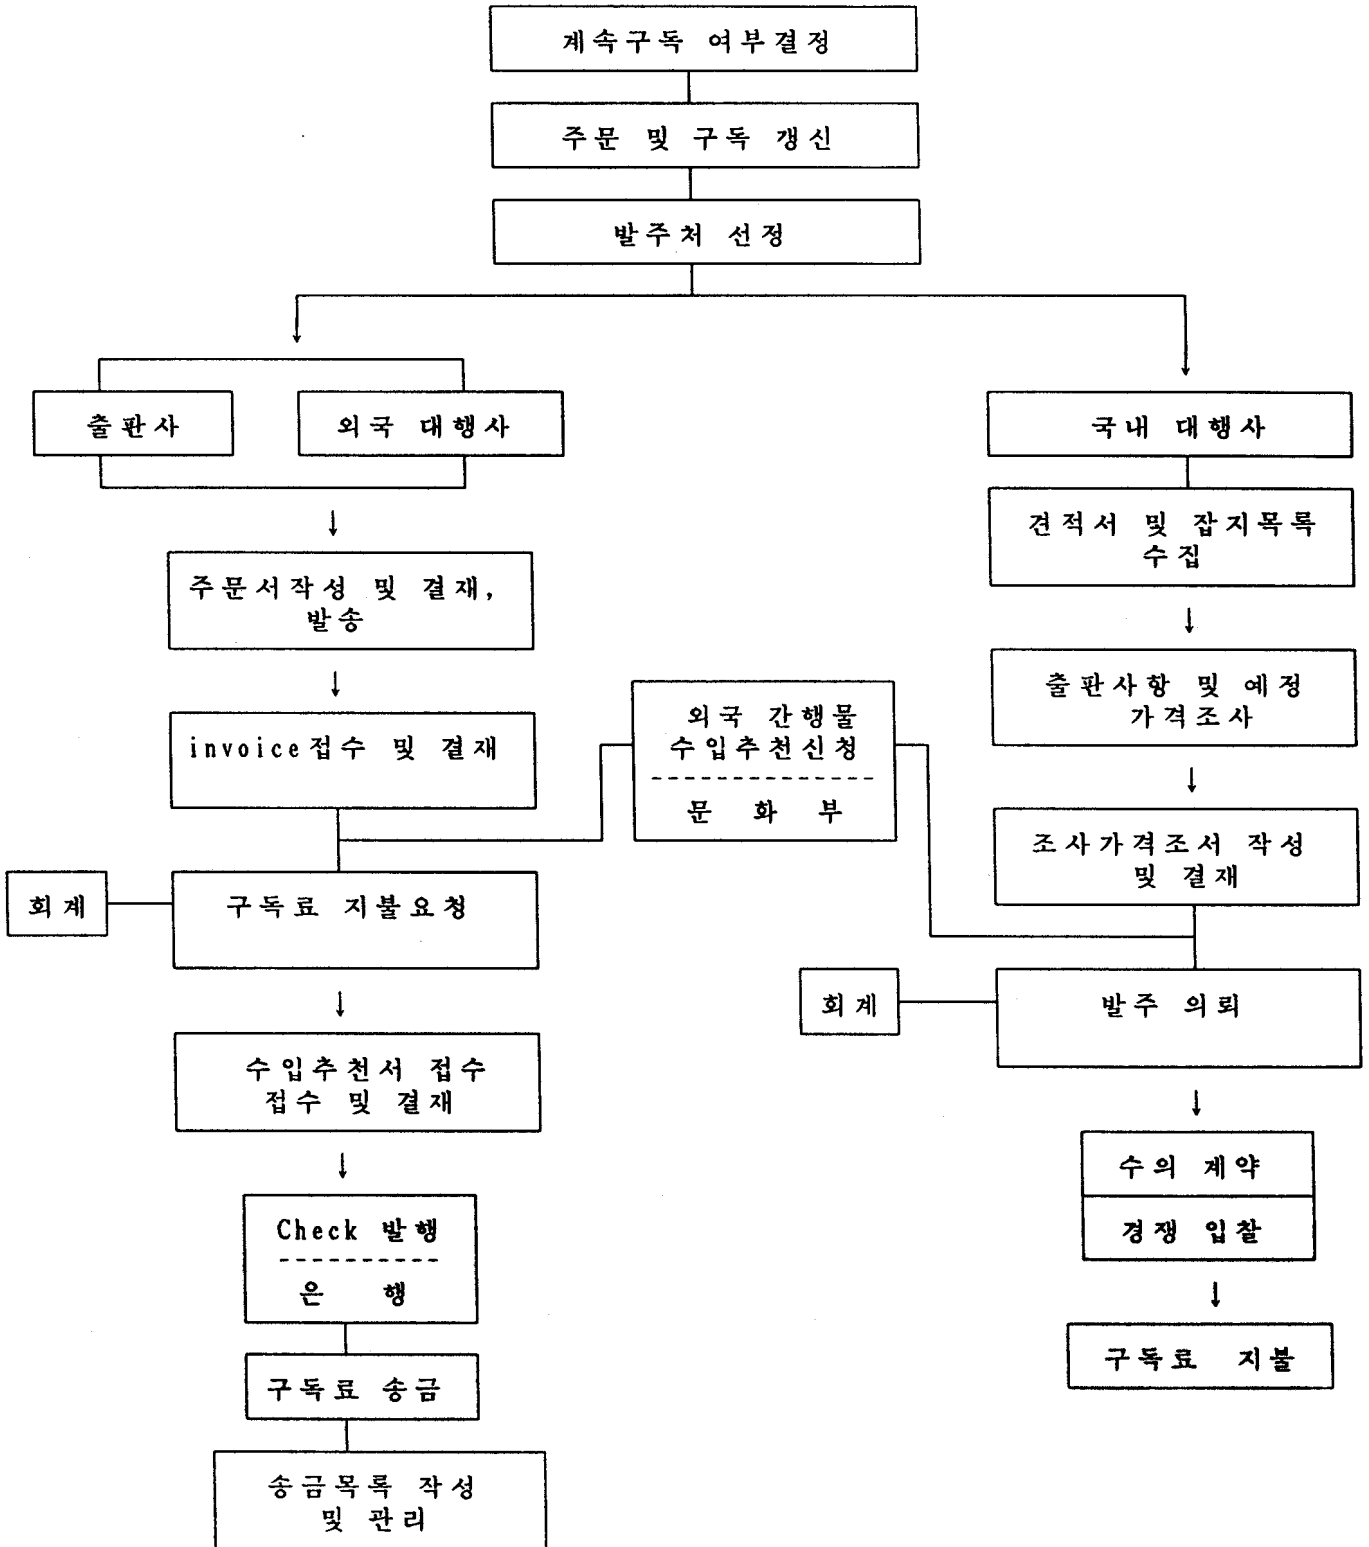 계속구독 여부결정
주문 및 구독 갱신
발주처 선정
출판사
외국 대행사
주문서작성 및 결재,
발송
invoice접수 및 결재
회계
구독료 지불요청
수입추천서 접수
접수 및 결재
Check 발행
은 행
구독료 송금
송금목록 작성
및 관리
외국 간행물
수입추천신청
문 화 부
국내 대행사
견적서 및 잡지목록
수집
출판사항 및 예정
가격조사
조사가격조서 작성
및 결재
회계
발주 의뢰
수의 계약
경쟁 입찰
구독료 지불